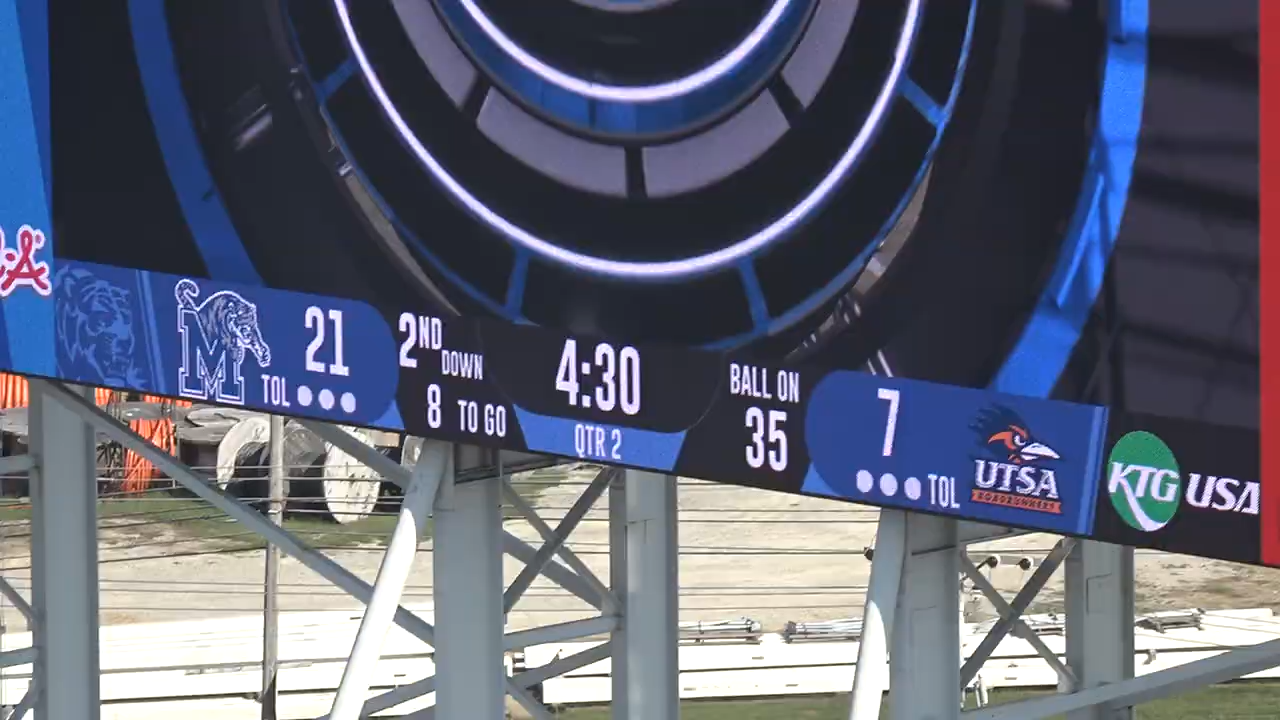 21
TOL
2ND
DOWN
8 TO GO
4:30
QTR 2
BALL ON
35
7
TOL
UTSA
ROADRUNNERS
KTG USA
M